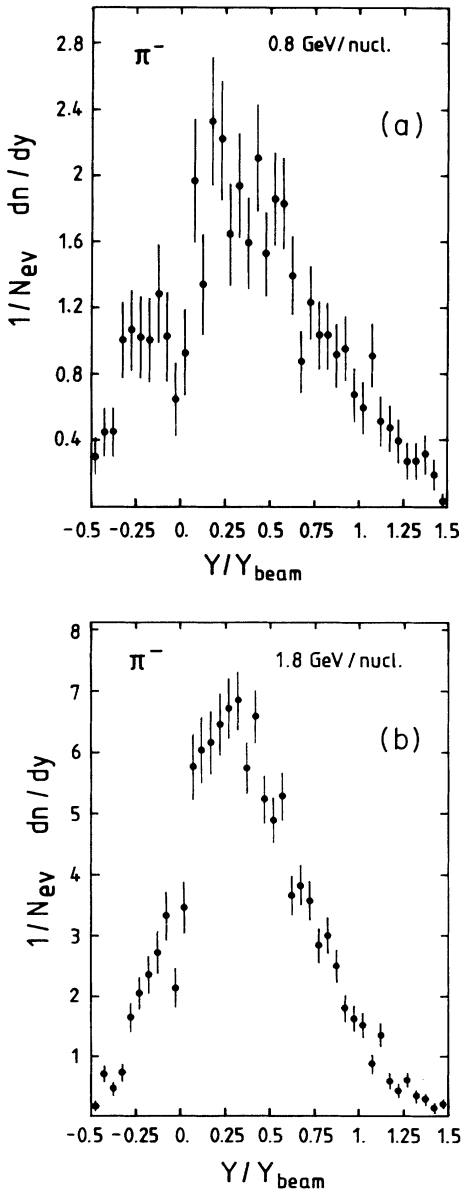 π⁻ 0.8 GeV/nucl.
(a)
2.8
2.4
2.
1.6
1.2
0.8
0.4
1/Nev dn/dy
-0.5 -0.25 0. 0.25 0.5 0.75 1. 1.25 1.5
Y/Ybeam
π⁻ 1.8 GeV/nucl.
(b)
8
7
6
5
4
3
2
1
1/Nev dn/dy
-0.5 -0.25 0. 0.25 0.5 0.75 1. 1.25 1.5
Y/Ybeam